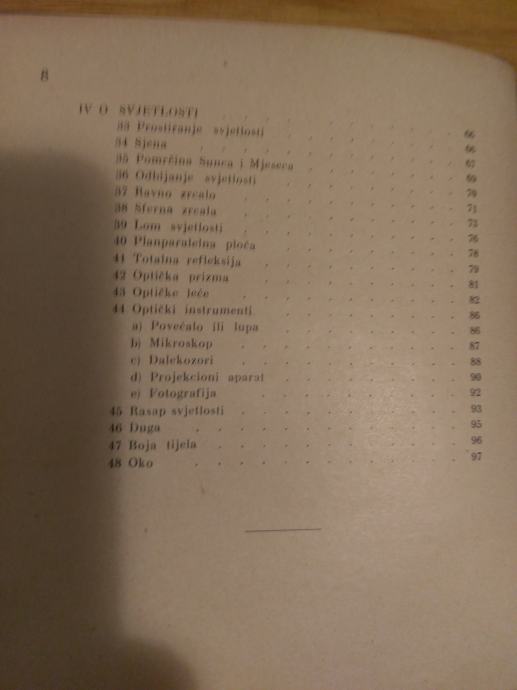 8
IV O SVJETLOSTI . . . . . . . . 66
33 Prostiranje svjetlosti . . . . . . 66
34 Sjena . . . . . . . . 67
35 Pomrčina Sunca i Mjeseca . . . . . 69
36 Odbijanje svjetlosti . . . . . . 70
37 Ravno zrcalo . . . . . . . 71
38 Sferna zrcala . . . . . . . 73
39 Lom svjetlosti . . . . . . . 76
40 Planparalelna ploča . . . . . . 78
41 Totalna refleksija . . . . . . 79
42 Optička prizma . . . . . . . 81
43 Optičke leće . . . . . . . 82
44 Optički instrumenti . . . . . . 86
a) Povećalo ili lupa . . . . . . 86
b) Mikroskop . . . . . . . 87
c) Dalekozori . . . . . . . 88
d) Projekcioni aparat . . . . . 90
e) Fotografija . . . . . . . 92
45 Rasap svjetlosti . . . . . . . 93
46 Duga . . . . . . . . 95
47 Boja tijela . . . . . . . . 96
48 Oko . . . . . . . . 97